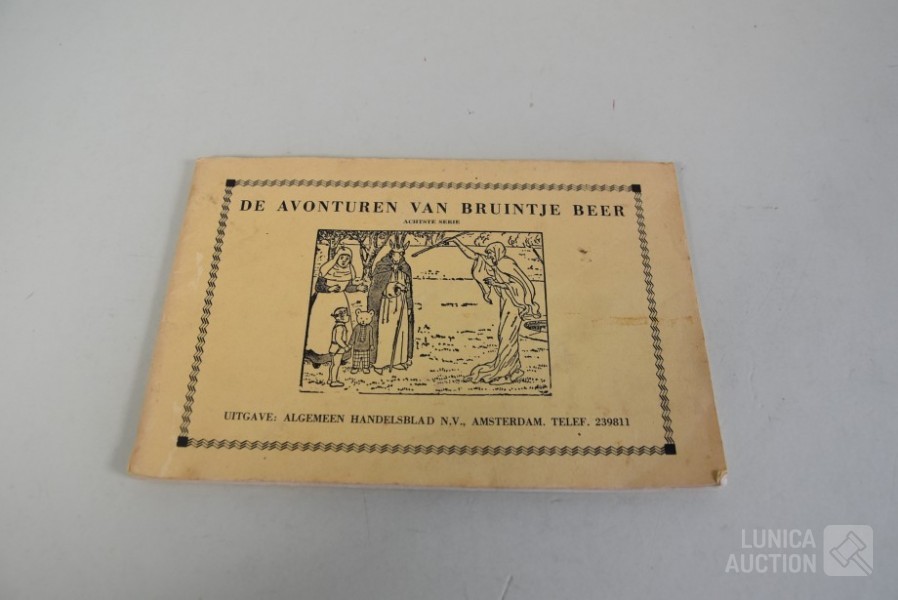 DE AVONTUREN VAN BRUINTJE BEER
ACHTSTE SERIE
UITGAVE: ALGEMEEN HANDELSBLAD N.V., AMSTERDAM. TELEF. 239811
LUNICA
AUCTION